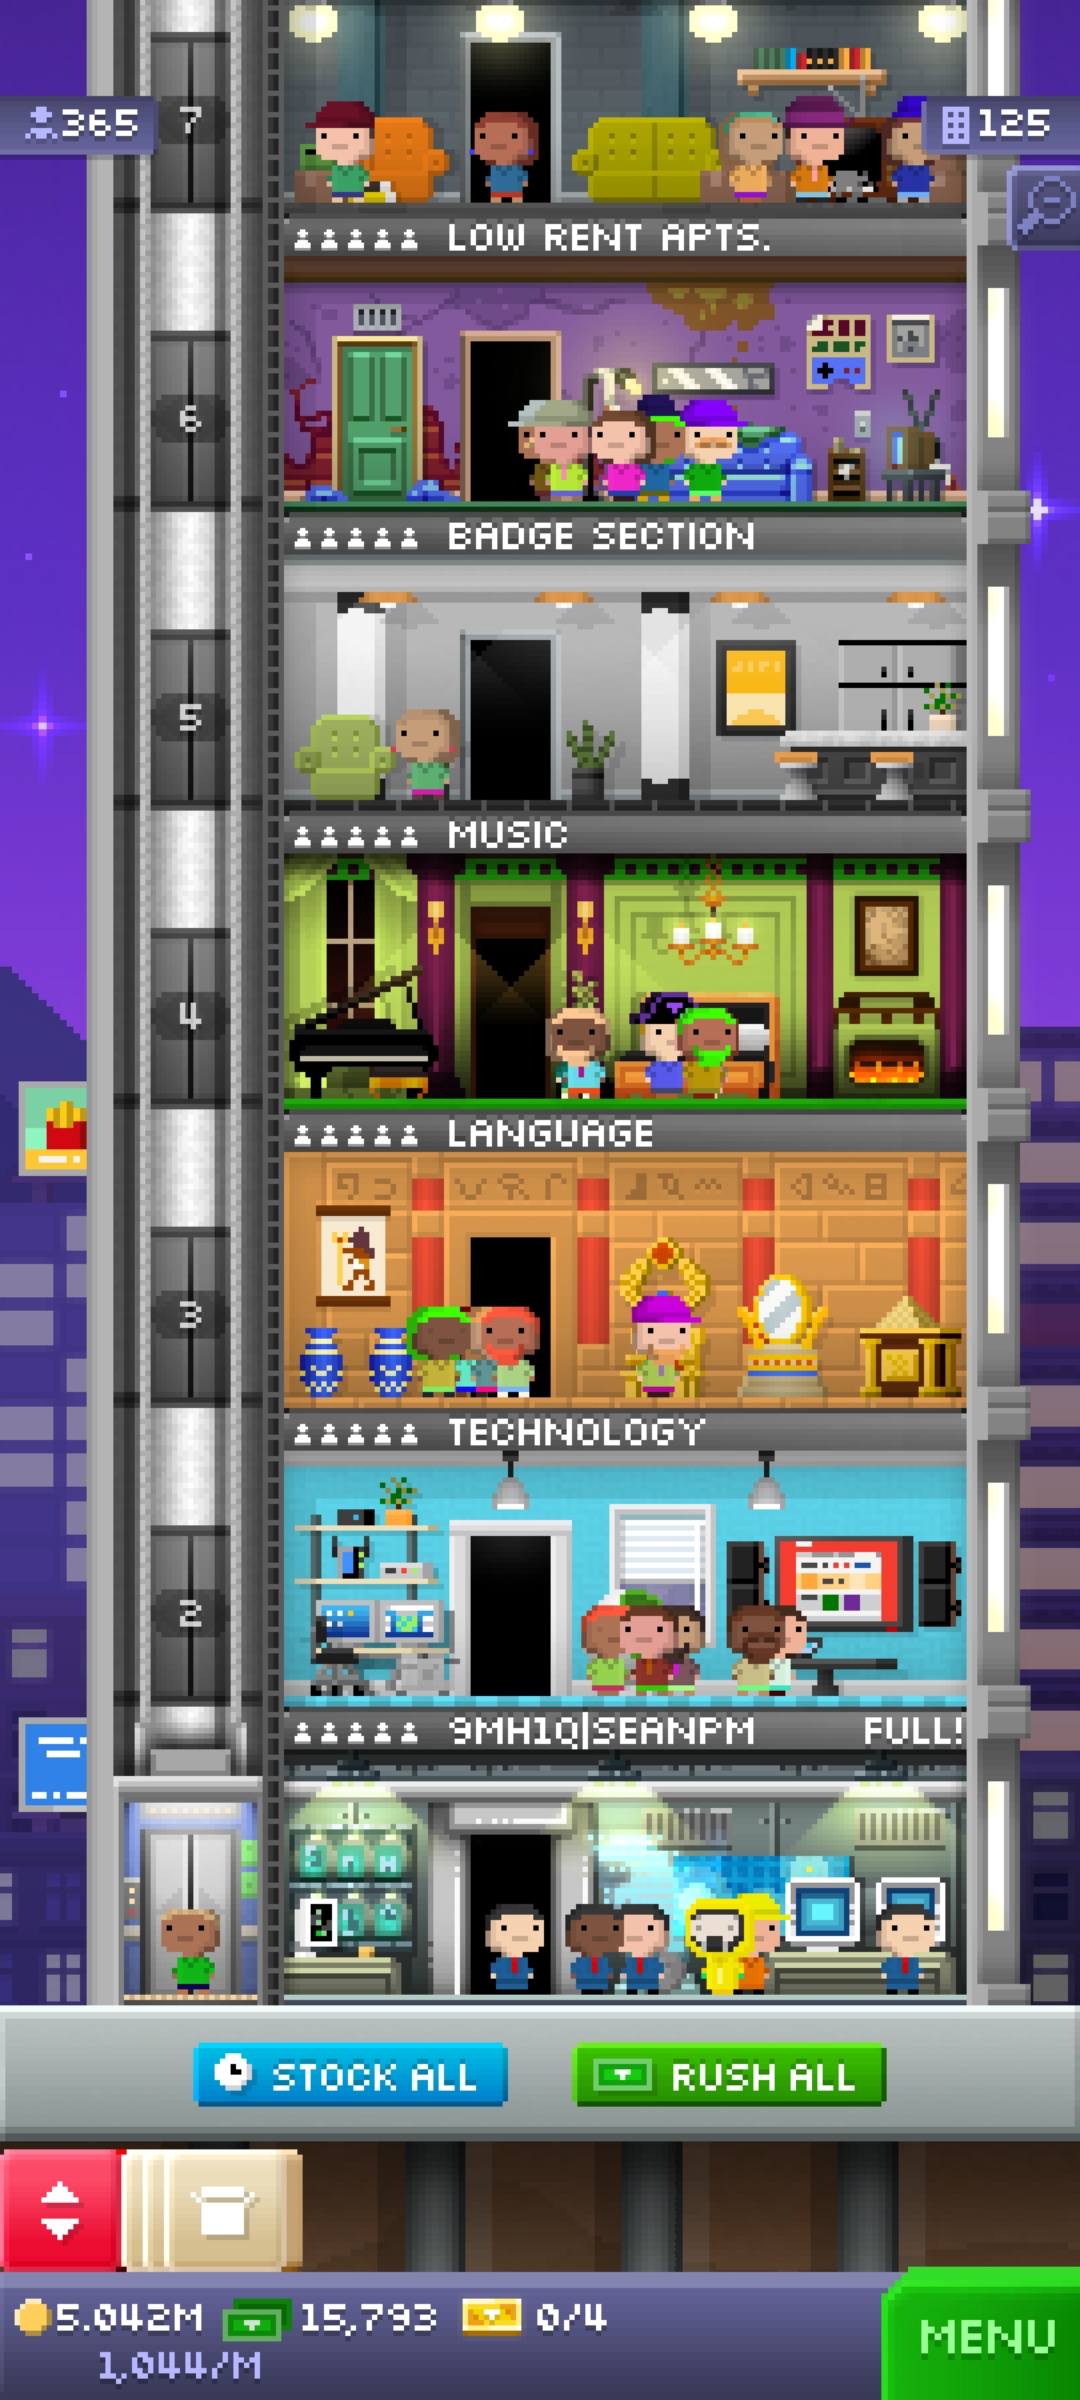 365
7
125
LOW RENT APTS.
6
BADGE SECTION
5
MUSIC
4
LANGUAGE
3
TECHNOLOGY
2
9MH1Q|SEANPM FULL!
STOCK ALL
RUSH ALL
5.042M 15,793 0/4
1,044/M
MENU